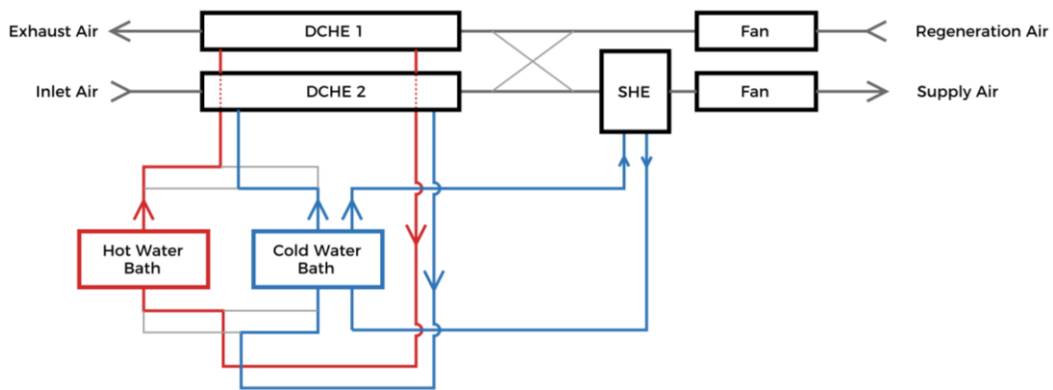 Exhaust Air
DCHE 1
Fan
Regeneration Air
Inlet Air
DCHE 2
SHE
Fan
Supply Air
Hot Water
Bath
Cold Water
Bath